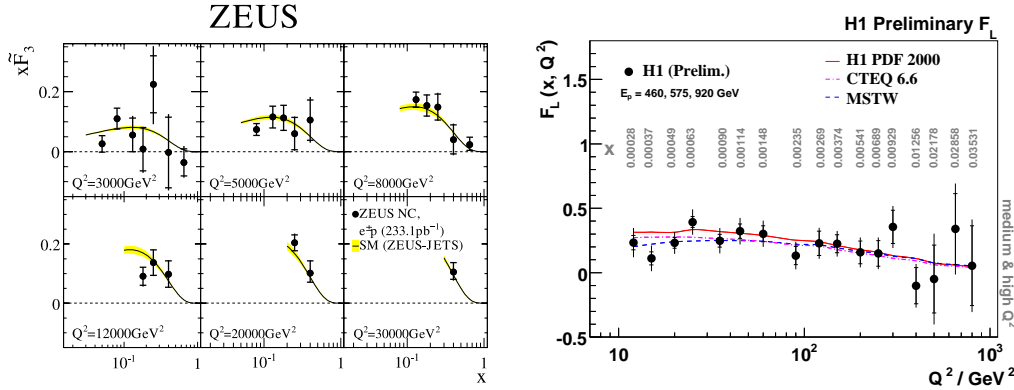 ZEUS
xF̃₃
0.2
0
Q²=3000GeV²
Q²=5000GeV²
Q²=8000GeV²
ZEUS NC,
e±p (233.1pb⁻¹)
SM (ZEUS-JETS)
0.2
0
Q²=12000GeV²
Q²=20000GeV²
Q²=30000GeV²
10⁻¹ 1 10⁻¹ 1 10⁻¹ 1
x
H1 Preliminary F_L
F_L (x, Q²)
1.5
1.0
0.5
0
-0.5
H1 (Prelim.)
E_p = 460, 575, 920 GeV
H1 PDF 2000
CTEQ 6.6
MSTW
x
0.00028
0.00037
0.00049
0.00063
0.00090
0.00114
0.00148
0.00235
0.00269
0.00374
0.00541
0.00689
0.00929
0.01256
0.02178
0.02858
0.03531
medium & high Q²
10 10² 10³
Q² / GeV²